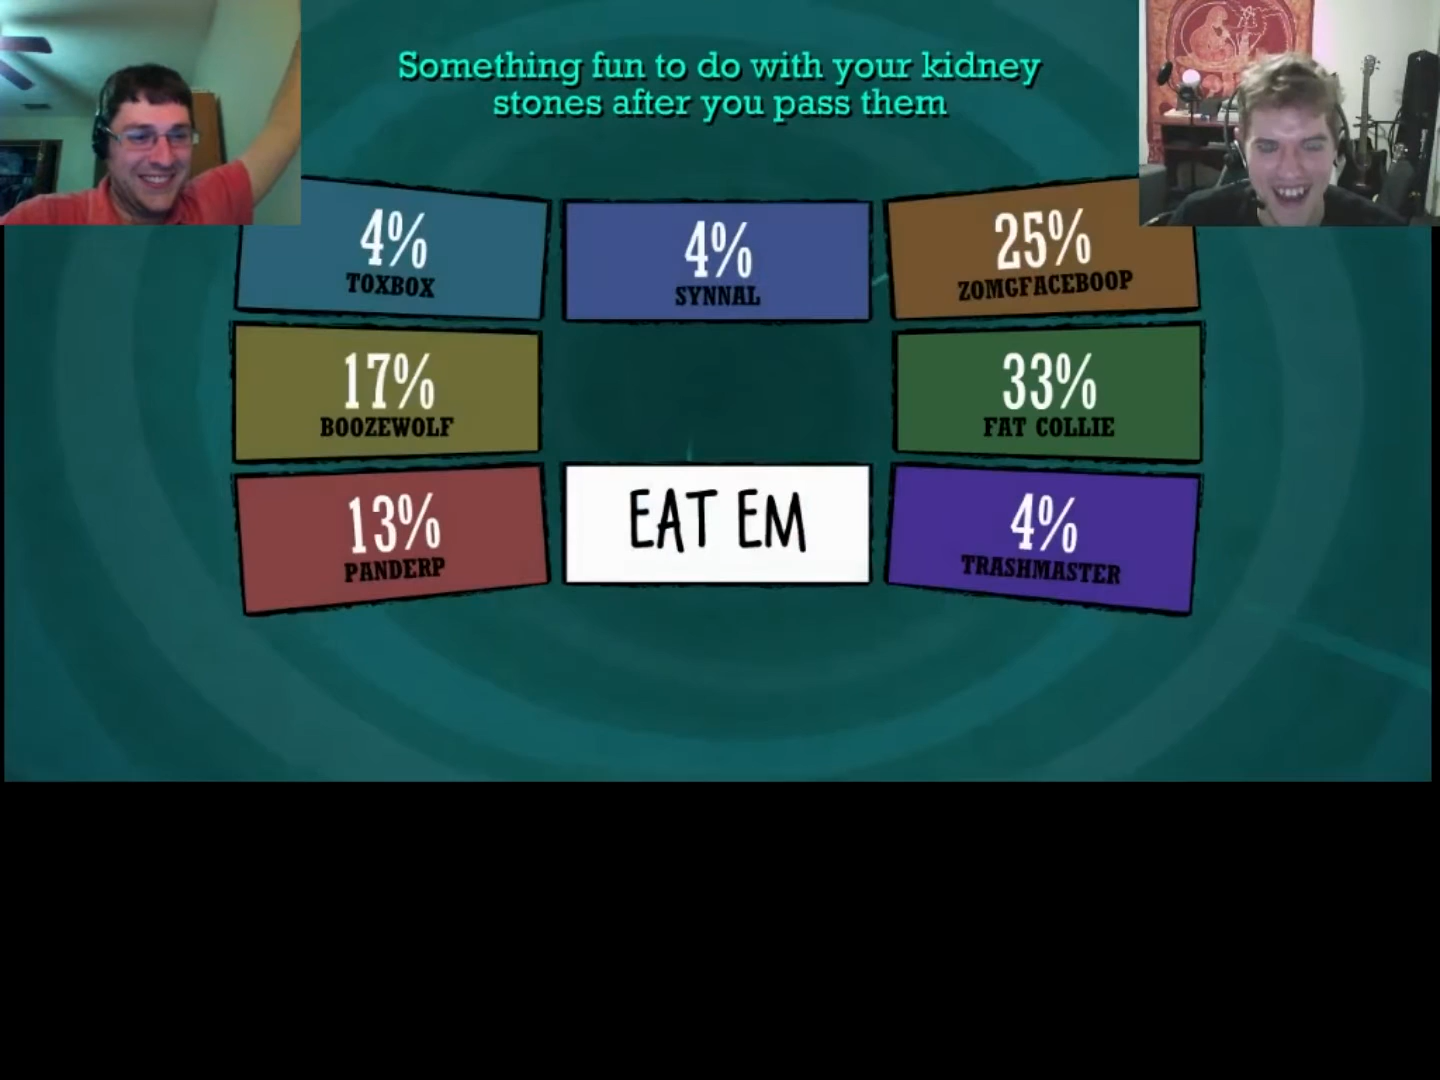 Something fun to do with your kidney
stones after you pass them
4%
TOXBOX
4%
SYNNAL
25%
ZOMGFACEBOOP
17%
BOOZEWOLF
33%
FAT COLLIE
13%
PANDERP
EAT EM
4%
TRASHMASTER